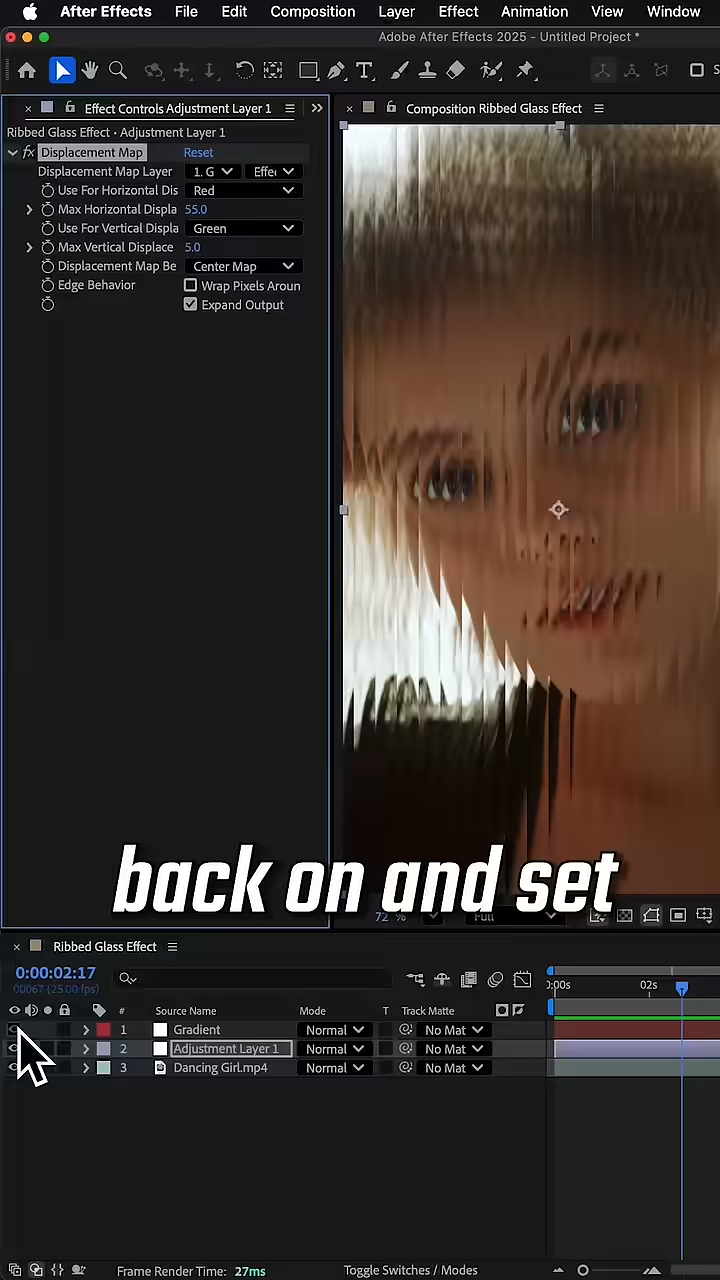 After Effects File Edit Composition Layer Effect Animation View Window
Adobe After Effects 2025 - Untitled Project *
× Effect Controls Adjustment Layer 1
× Composition Ribbed Glass Effect
Ribbed Glass Effect • Adjustment Layer 1
fx Displacement Map Reset
Displacement Map Layer 1. G Effec
Use For Horizontal Dis Red
Max Horizontal Displa 55.0
Use For Vertical Displa Green
Max Vertical Displace 5.0
Displacement Map Be Center Map
Edge Behavior Wrap Pixels Aroun
Expand Output
back on and set
72 % Full
× Ribbed Glass Effect
0:00:02:17
00067 (25.00 fps)
:00s 02s
# Source Name Mode T Track Matte
1 Gradient Normal No Mat
2 Adjustment Layer 1 Normal No Mat
3 Dancing Girl.mp4 Normal No Mat
Frame Render Time: 27ms Toggle Switches / Modes